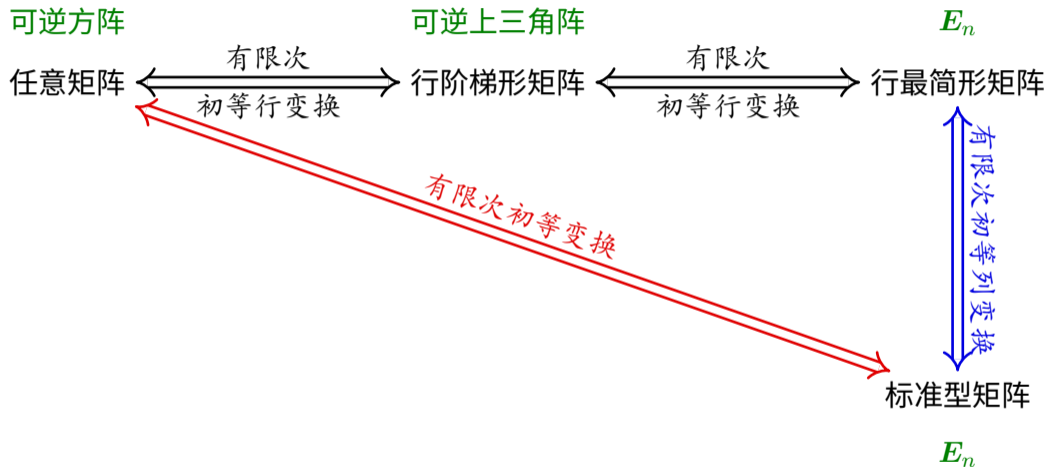 可逆方阵
可逆上三角阵
E_n
任意矩阵
有限次
初等行变换
行阶梯形矩阵
有限次
初等行变换
行最简形矩阵
有限次初等变换
有限次初等列变换
标准型矩阵
E_n